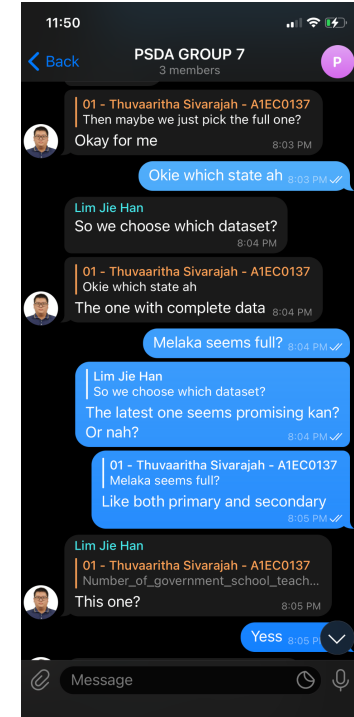 11:50
Back
PSDA GROUP 7
3 members
P
01 - Thuvaaritha Sivarajah - A1EC0137
Then maybe we just pick the full one?
Okay for me
8:03 PM
Okie which state ah 8:03 PM
Lim Jie Han
So we choose which dataset?
8:04 PM
01 - Thuvaaritha Sivarajah - A1EC0137
Okie which state ah
The one with complete data 8:04 PM
Melaka seems full? 8:04 PM
Lim Jie Han
So we choose which dataset?
The latest one seems promising kan?
Or nah?
8:04 PM
01 - Thuvaaritha Sivarajah - A1EC0137
Melaka seems full?
Like both primary and secondary
8:05 PM
Lim Jie Han
01 - Thuvaaritha Sivarajah - A1EC0137
Number_of_government_school_teach...
This one?
8:05 PM
Yess 8:05 P
Message